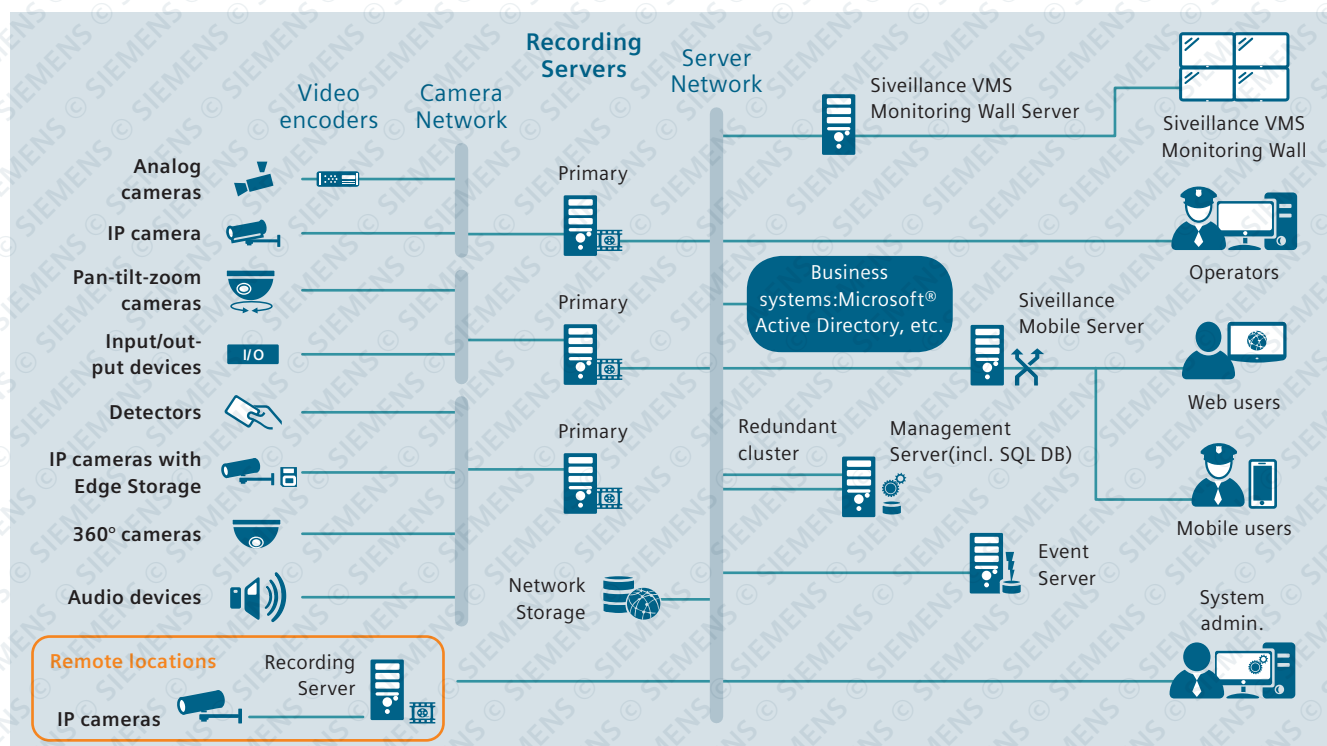 Recording
Servers
Server
Network
Video
encoders
Camera
Network
Siveillance VMS
Monitoring Wall Server
Siveillance VMS
Monitoring Wall
Analog
cameras
Primary
IP camera
Operators
Pan-tilt-zoom
cameras
Primary
Business
systems:Microsoft®
Active Directory, etc.
Siveillance
Mobile Server
Input/out-
put devices
I/O
Web users
Detectors
Primary
Redundant
cluster
Management
Server(incl. SQL DB)
IP cameras with
Edge Storage
Mobile users
360° cameras
Event
Server
Network
Storage
Audio devices
System
admin.
Remote locations
Recording
Server
IP cameras
© SIEMENS